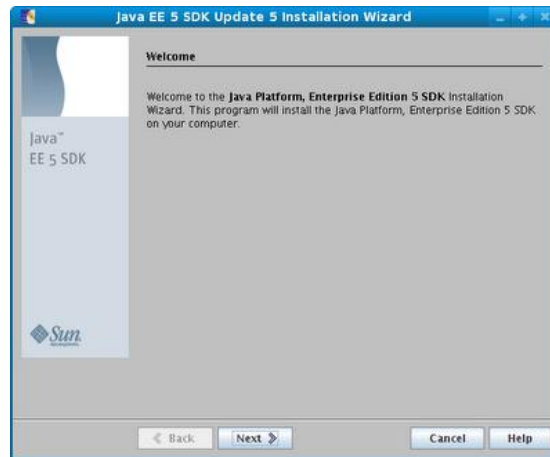 Java EE 5 SDK Update 5 Installation Wizard
Welcome
Welcome to the Java Platform, Enterprise Edition 5 SDK Installation
Wizard. This program will install the Java Platform, Enterprise Edition 5 SDK
on your computer.
Java™
EE 5 SDK
Sun
Back
Next
Cancel
Help